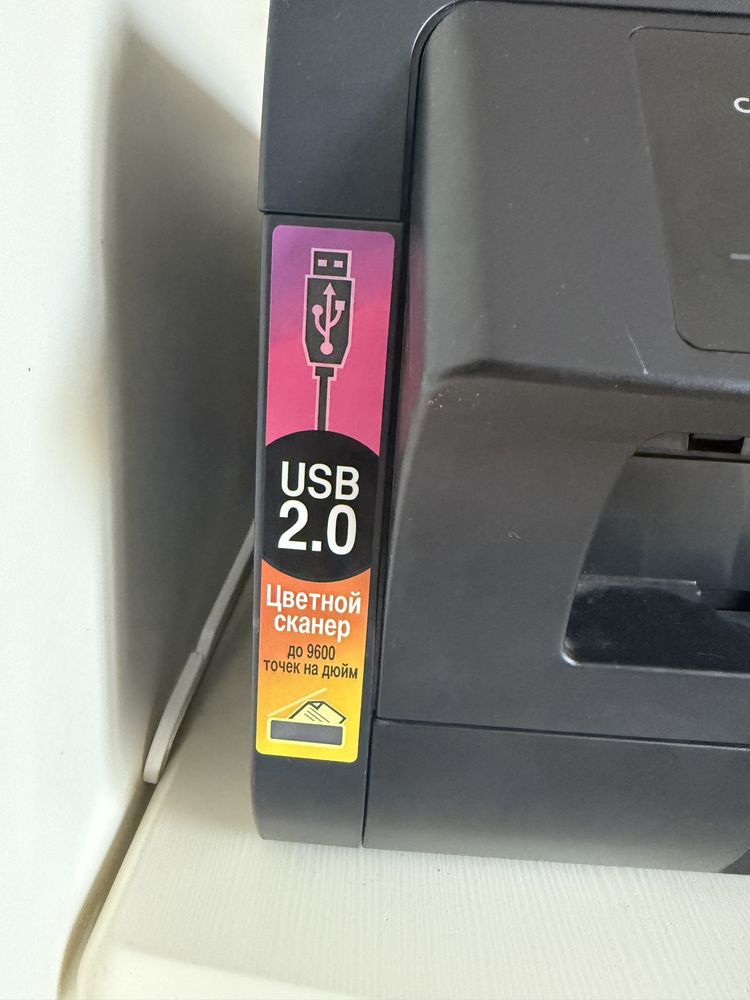 USB
2.0
Цветной
сканер
до 9600
точек на дюйм